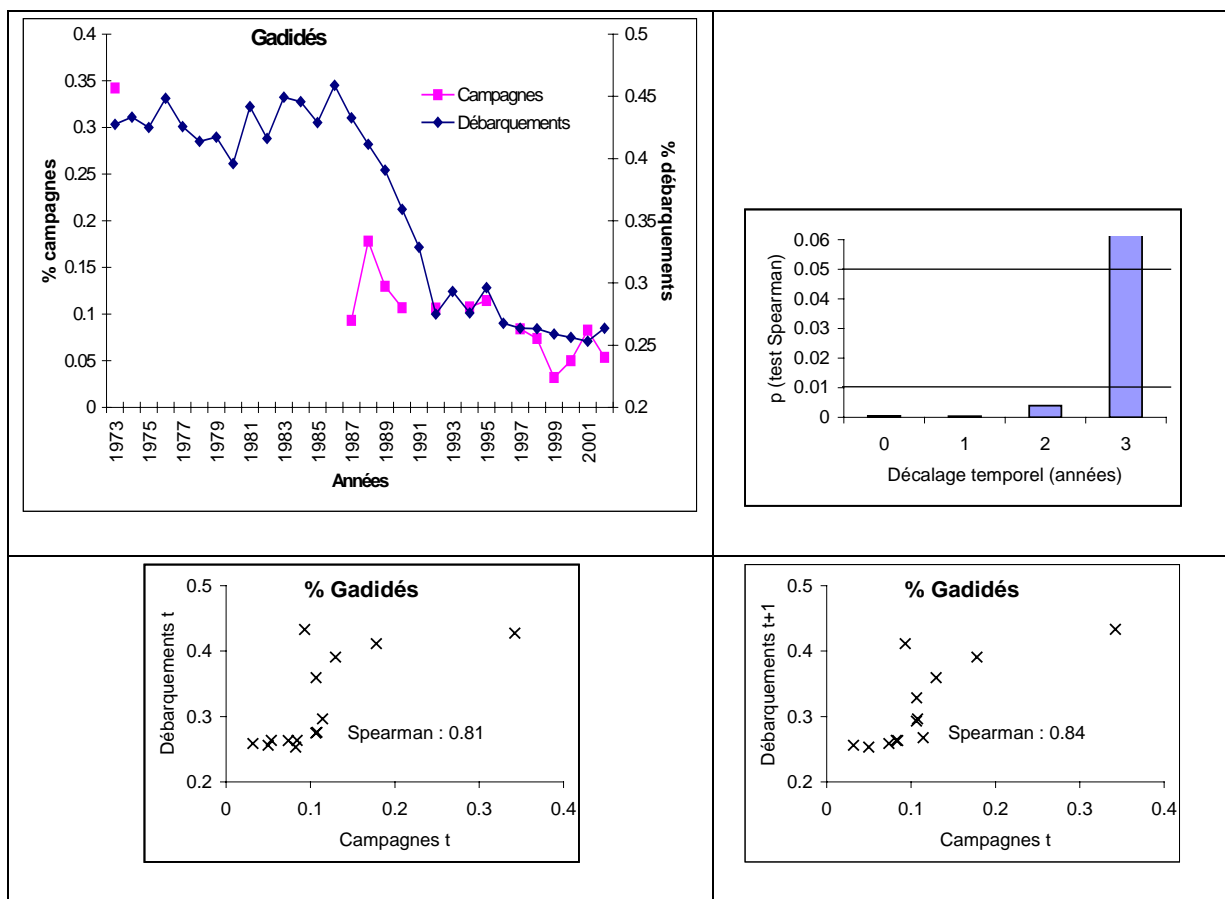 Gadidés
0.4
0.35
0.3
0.25
0.2
0.15
0.1
0.05
0
% campagnes
0.5
0.45
0.4
0.35
0.3
0.25
0.2
% débarquements
Campagnes
Débarquements
1973
1975
1977
1979
1981
1983
1985
1987
1989
1991
1993
1995
1997
1999
2001
Années
0.06
0.05
0.04
0.03
0.02
0.01
0
p (test Spearman)
0 1 2 3
Décalage temporel (années)
% Gadidés
0.5
0.4
0.3
0.2
Débarquements t
Spearman : 0.81
0 0.1 0.2 0.3 0.4
Campagnes t
% Gadidés
0.5
0.4
0.3
0.2
Débarquements t+1
Spearman : 0.84
0 0.1 0.2 0.3 0.4
Campagnes t